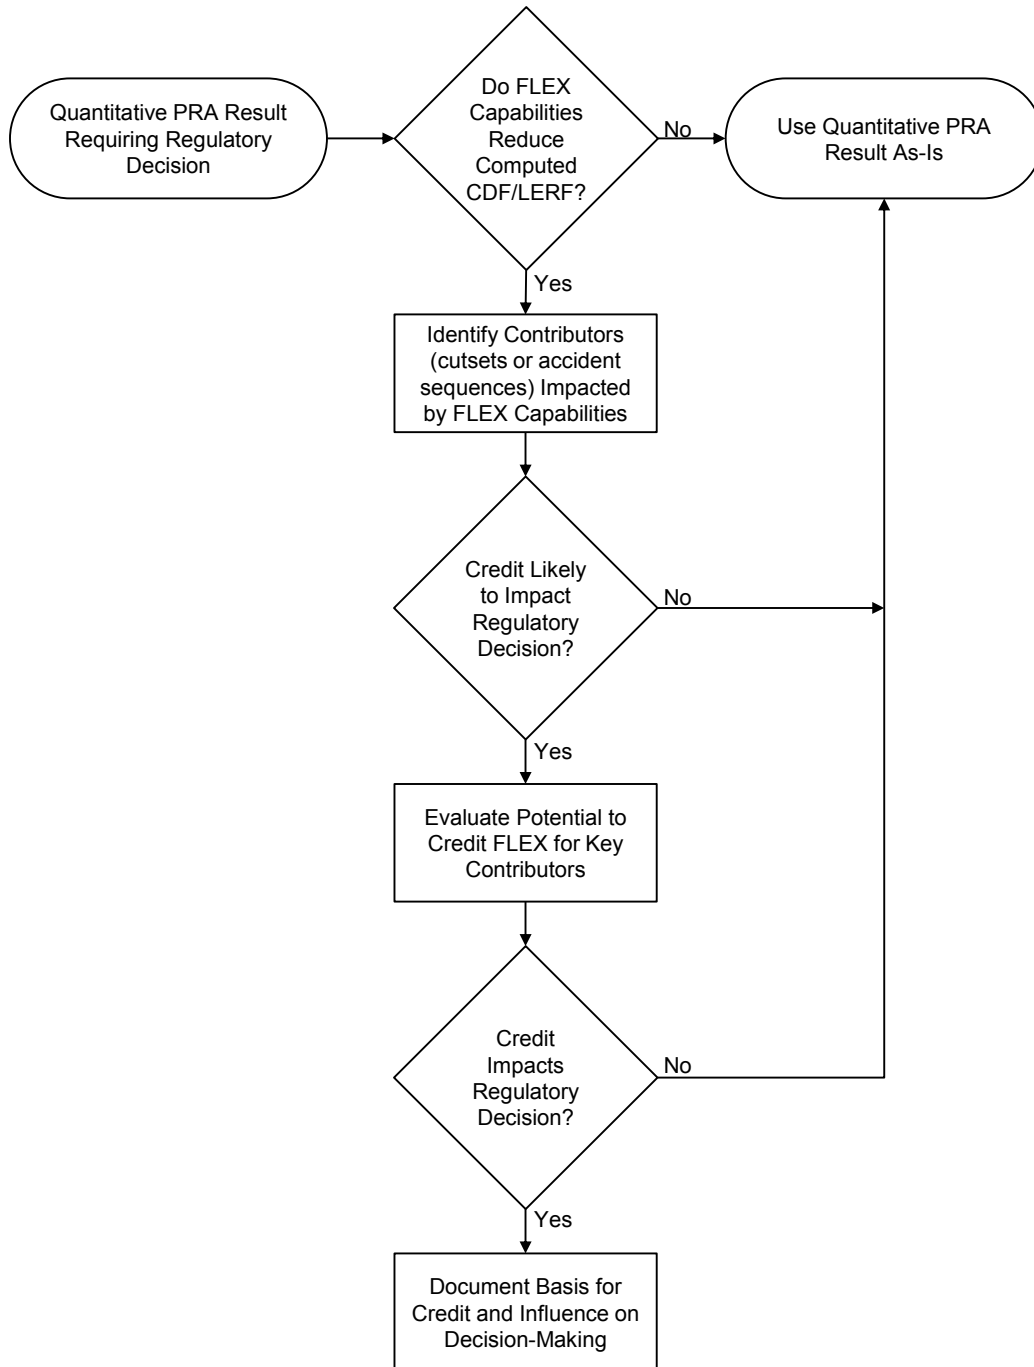 Quantitative PRA Result
Requiring Regulatory
Decision
Do FLEX
Capabilities
Reduce
Computed
CDF/LERF?
No
Use Quantitative PRA
Result As-Is
Yes
Identify Contributors
(cutsets or accident
sequences) Impacted
by FLEX Capabilities
Credit Likely
to Impact
Regulatory
Decision?
No
Yes
Evaluate Potential to
Credit FLEX for Key
Contributors
Credit
Impacts
Regulatory
Decision?
No
Yes
Document Basis for
Credit and Influence on
Decision-Making